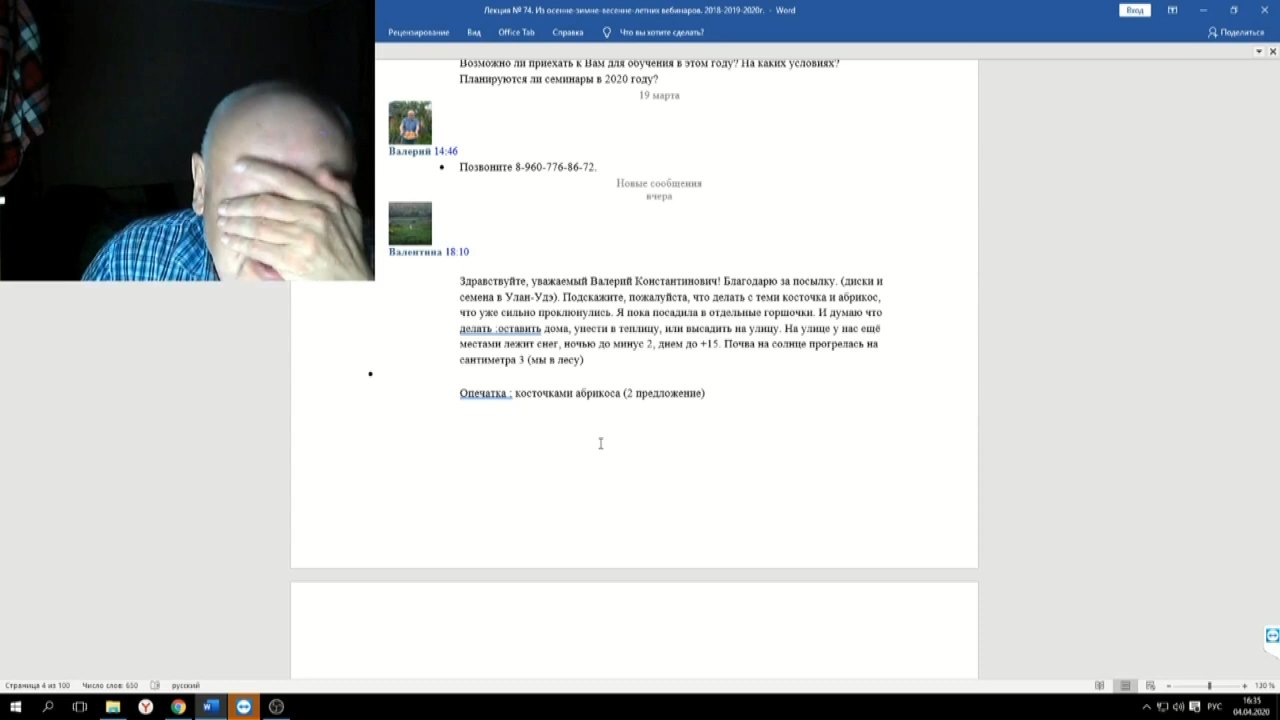 Лекция № 74. Из осенне-зимне-весенне-летних вебинаров. 2018-2019-2020г. - Word
Вход
Рецензирование Вид Office Tab Справка Что вы хотите сделать? Поделиться
Возможно ли приехать к Вам для обучения в этом году? На каких условиях?
Планируются ли семинары в 2020 году?
19 марта
Валерий 14:46
Позвоните 8-960-776-86-72.
Новые сообщения
вчера
Валентина 18:10
Здравствуйте, уважаемый Валерий Константинович! Благодарю за посылку. (диски и
семена в Улан-Удэ). Подскажите, пожалуйста, что делать с теми косточка и абрикос,
что уже сильно проклюнулись. Я пока посадила в отдельные горшочки. И думаю что
делать :оставить дома, унести в теплицу, или высадить на улицу. На улице у нас ещё
местами лежит снег, ночью до минус 2, днем до +15. Почва на солнце прогрелась на
сантиметра 3 (мы в лесу)
Опечатка : косточками абрикоса (2 предложение)
Страница 4 из 100 Число слов: 650 русский 130 %
РУС
16:35
04.04.2020